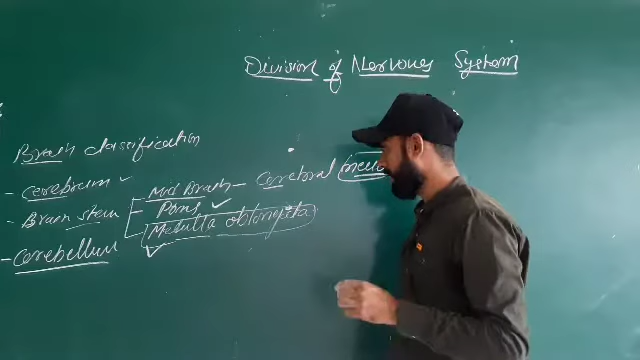 Division of Nervous System
Brain classification
- Cerebrum ✓
- Brain stem
Mid Brain - Cerebral
Pons ✓
Medulla oblongata
- Cerebellum